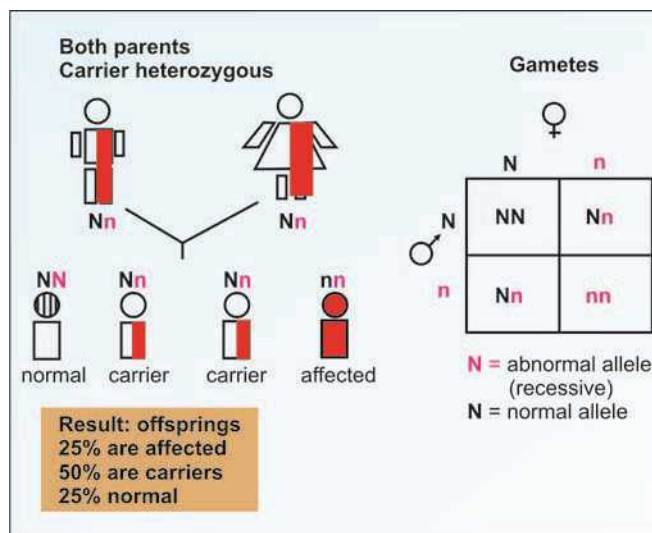 Both parents
Carrier heterozygous
Nn
Nn
NN
Nn
Nn
nn
normal
carrier
carrier
affected
Result: offsprings
25% are affected
50% are carriers
25% normal
Gametes
N
n
N
NN
Nn
n
Nn
nn
N = abnormal allele
(recessive)
N = normal allele